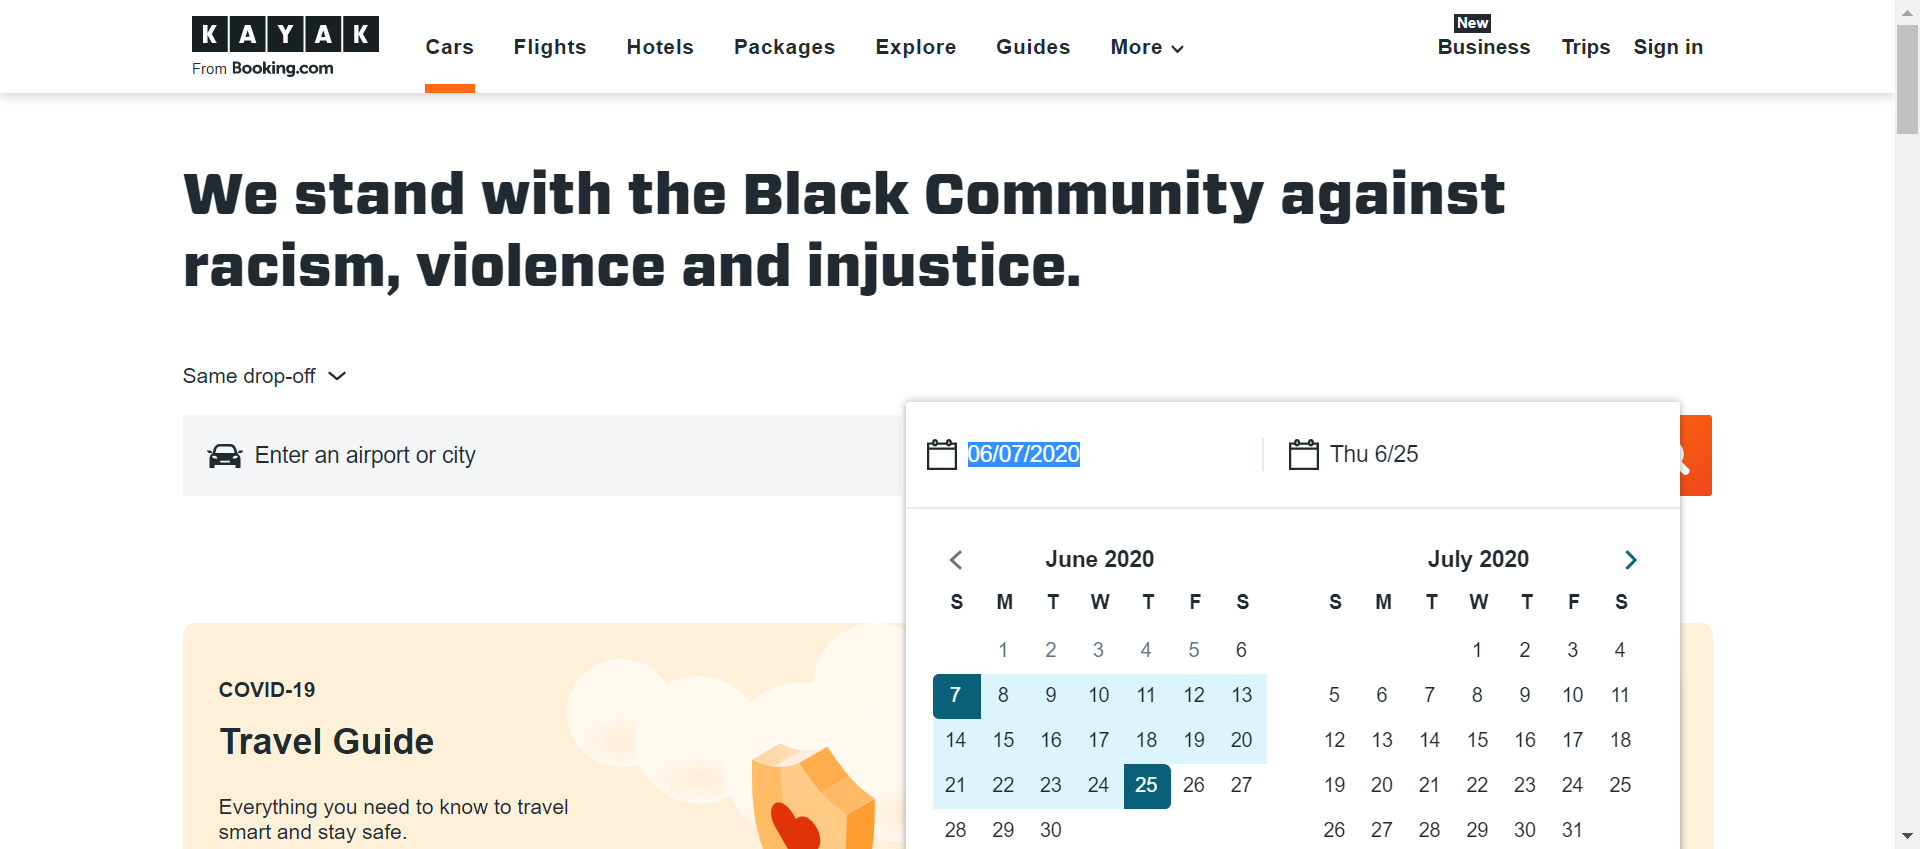 KAYAK
From Booking.com
Cars Flights Hotels Packages Explore Guides More
New
Business Trips Sign in
We stand with the Black Community against
racism, violence and injustice.
Same drop-off
Enter an airport or city
06/07/2020 Thu 6/25
June 2020
S M T W T F S
1 2 3 4 5 6
7 8 9 10 11 12 13
14 15 16 17 18 19 20
21 22 23 24 25 26 27
28 29 30
July 2020
S M T W T F S
1 2 3 4
5 6 7 8 9 10 11
12 13 14 15 16 17 18
19 20 21 22 23 24 25
26 27 28 29 30 31
COVID-19
Travel Guide
Everything you need to know to travel
smart and stay safe.